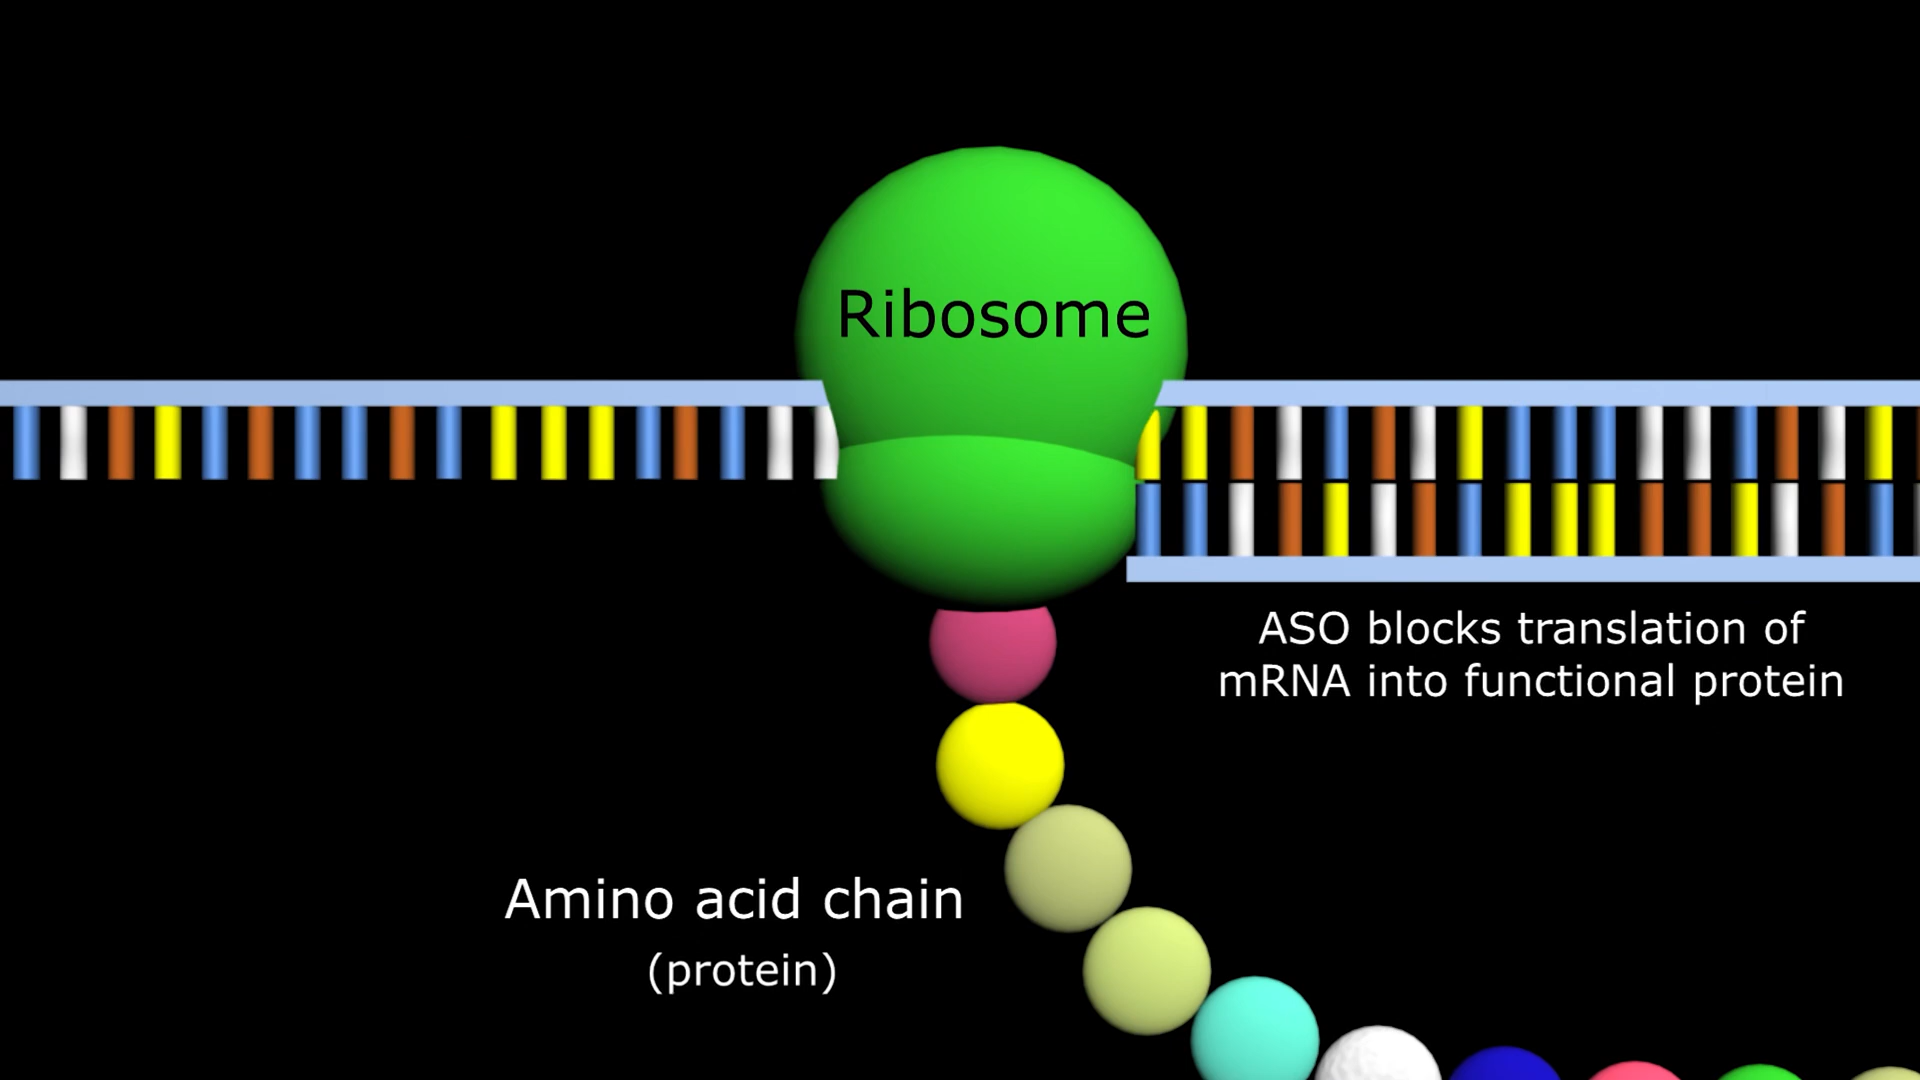 Ribosome
ASO blocks translation of
mRNA into functional protein
Amino acid chain
(protein)